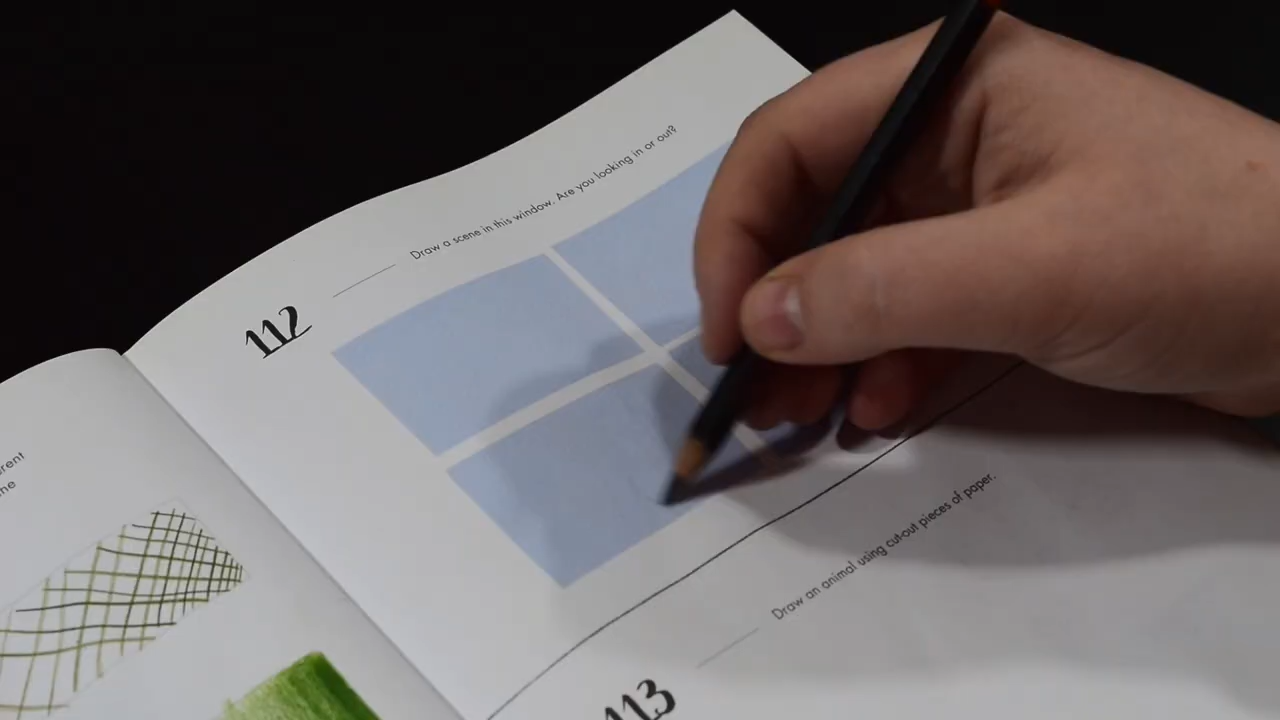 112
Draw a scene in this window. Are you looking in or out?
113
Draw an animal using cut-out pieces of paper.